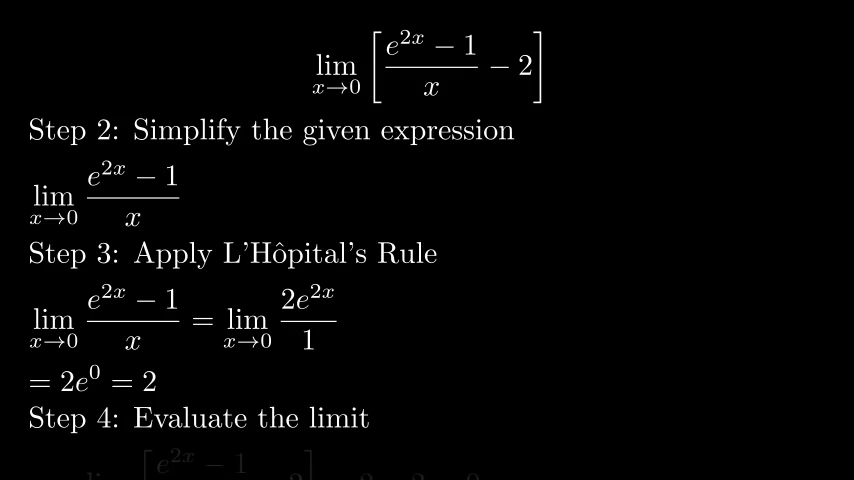 \lim_{x \to 0} \left[ \frac{e^{2x} - 1}{x} - 2 \right]
Step 2: Simplify the given expression
\lim_{x \to 0} \frac{e^{2x} - 1}{x}
Step 3: Apply L'Hôpital's Rule
\lim_{x \to 0} \frac{e^{2x} - 1}{x} = \lim_{x \to 0} \frac{2e^{2x}}{1}
= 2e^0 = 2
Step 4: Evaluate the limit